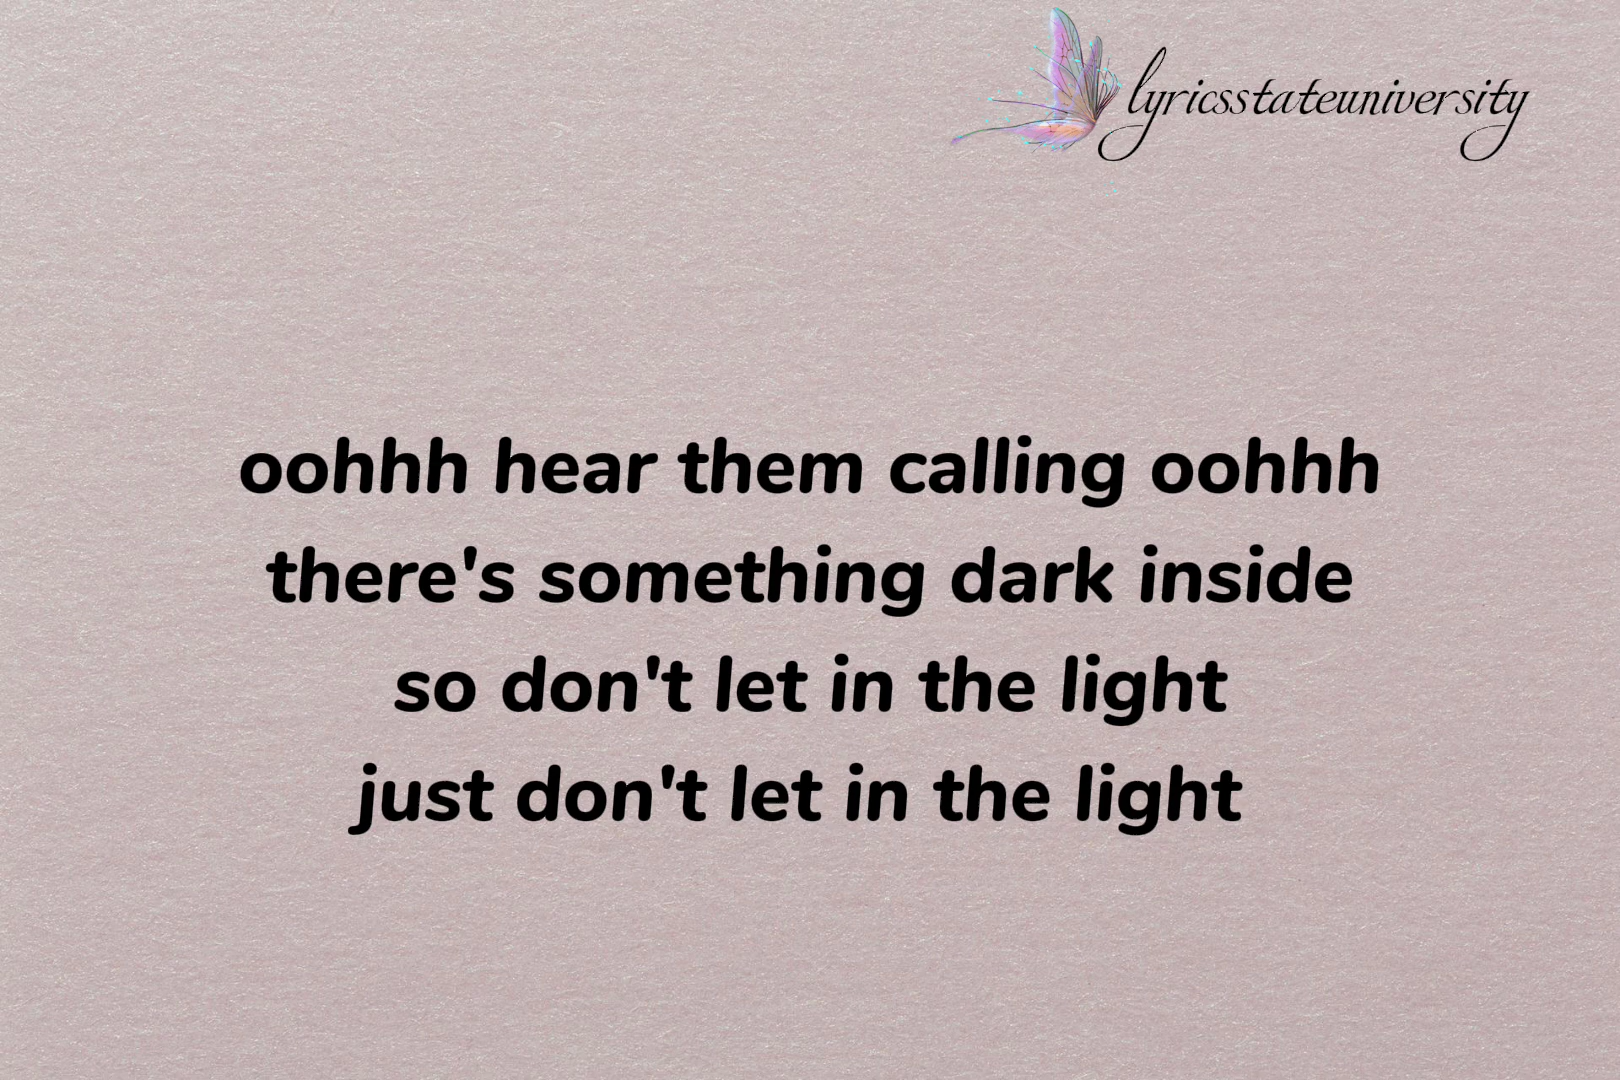 lyricsstateuniversity
oohhh hear them calling oohhh
there's something dark inside
so don't let in the light
just don't let in the light